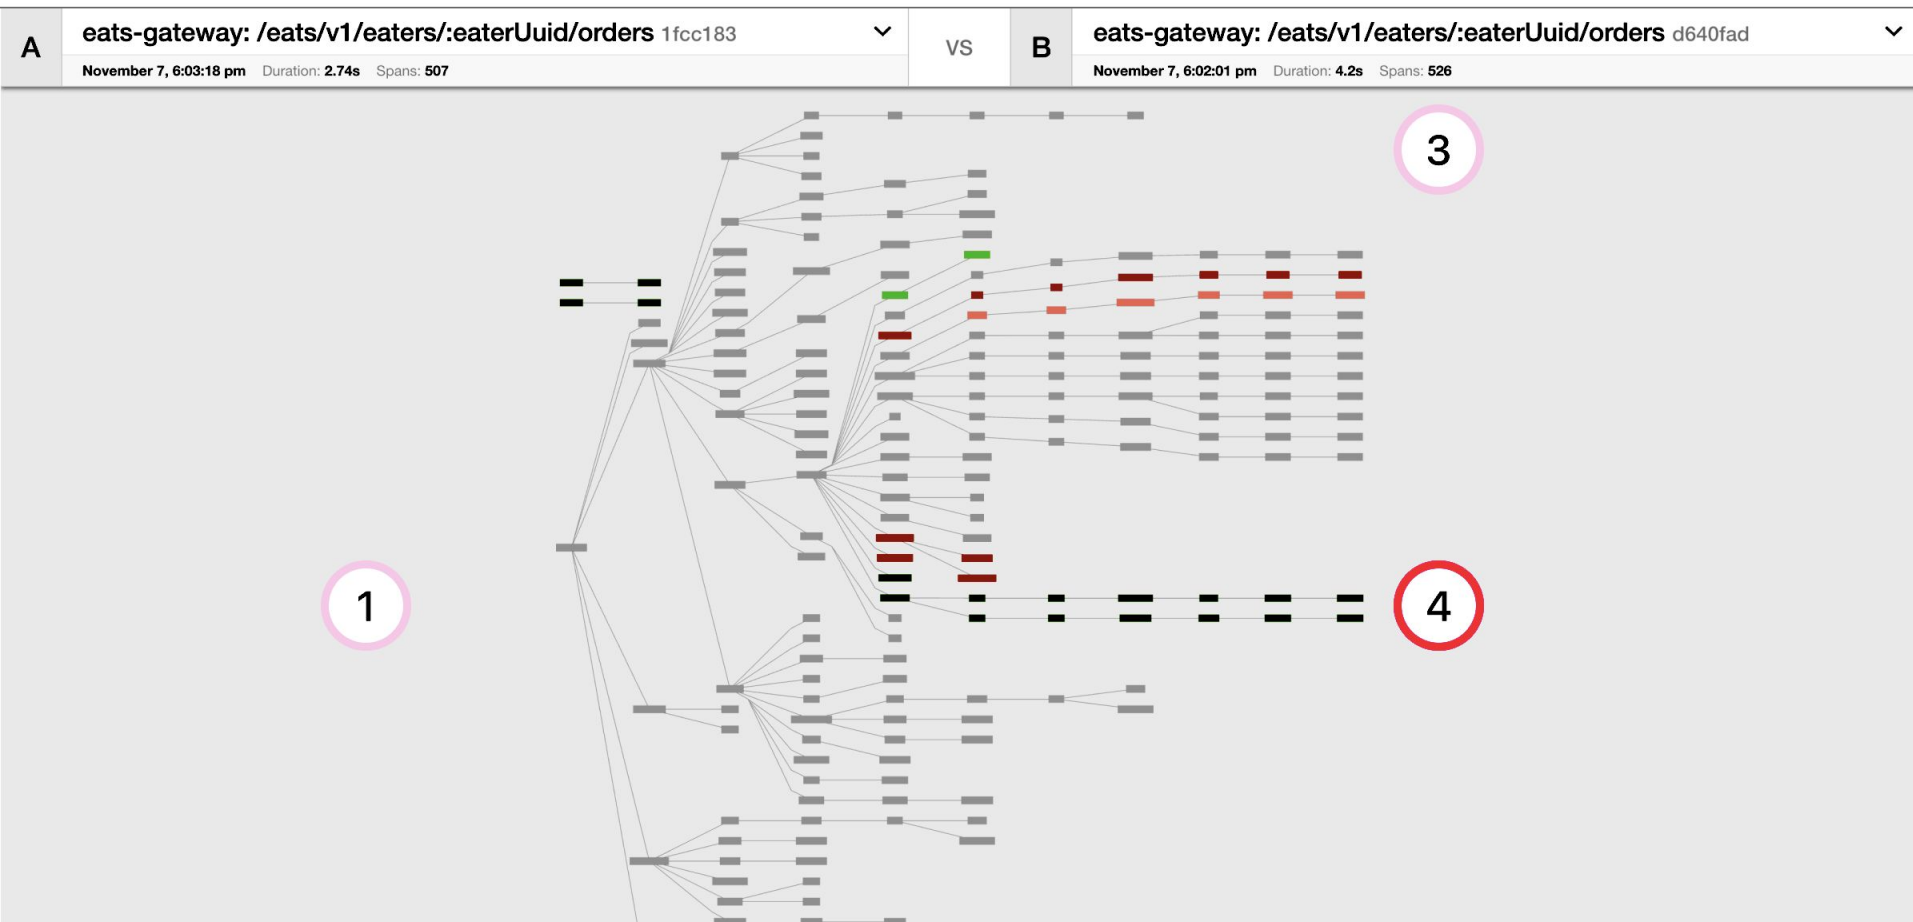 A
eats-gateway: /eats/v1/eaters/:eaterUuid/orders 1fcc183
November 7, 6:03:18 pm Duration: 2.74s Spans: 507
VS
B
eats-gateway: /eats/v1/eaters/:eaterUuid/orders d640fad
November 7, 6:02:01 pm Duration: 4.2s Spans: 526
3
1
4